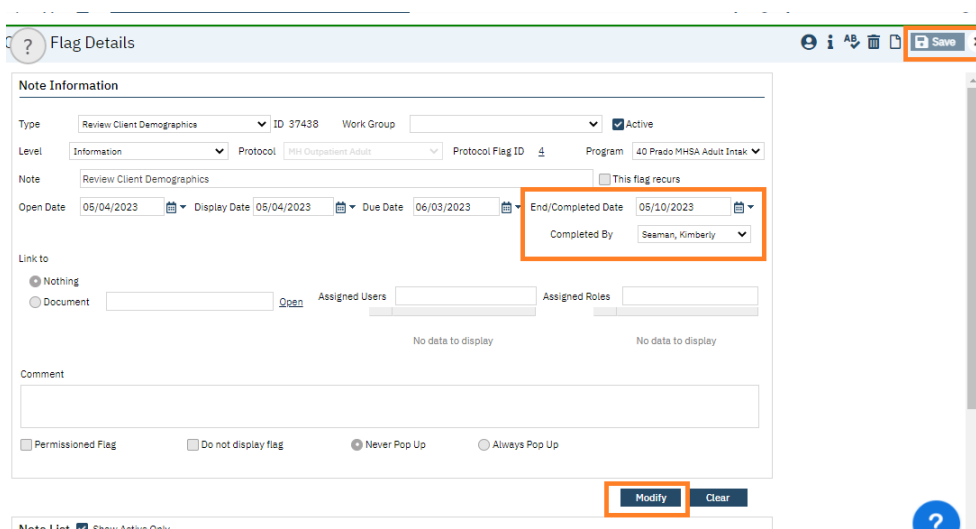 ? Flag Details i AB Save
Note Information
Type Review Client Demographics ID 37438 Work Group Active
Level Information Protocol MH Outpatient Adult Protocol Flag ID 4 Program 40 Prado MHSA Adult Intak
Note Review Client Demographics This flag recurs
Open Date 05/04/2023 Display Date 05/04/2023 Due Date 06/03/2023 End/Completed Date 05/10/2023
Completed By Seaman, Kimberly
Link to
Nothing
Document Open Assigned Users Assigned Roles
No data to display No data to display
Comment
Permissioned Flag Do not display flag Never Pop Up Always Pop Up
Modify Clear
Note List Show Active Only
?